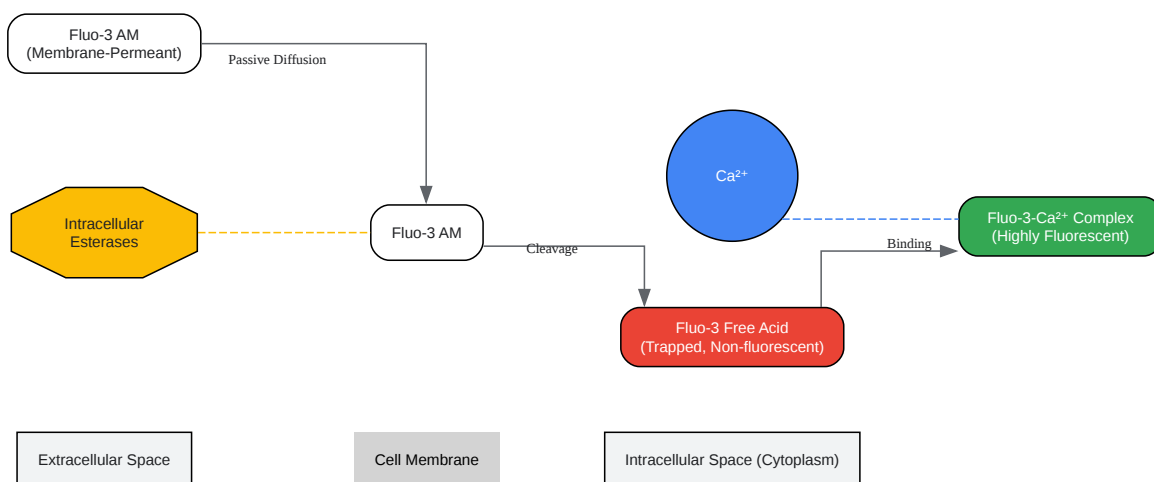 Fluo-3 AM
(Membrane-Permeant)
Passive Diffusion
Ca²⁺
Intracellular
Esterases
Fluo-3 AM
Cleavage
Binding
Fluo-3-Ca²⁺ Complex
(Highly Fluorescent)
Fluo-3 Free Acid
(Trapped, Non-fluorescent)
Extracellular Space
Cell Membrane
Intracellular Space (Cytoplasm)